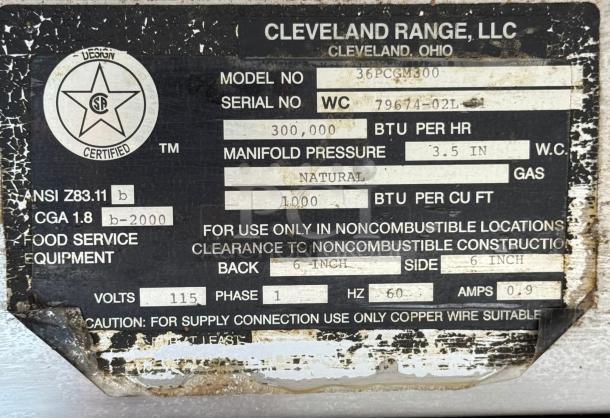 CLEVELAND RANGE, LLC
CLEVELAND, OHIO
DESIGN
CERTIFIED
TM
MODEL NO 36PCGM300
SERIAL NO WC 79674-02L
300,000 BTU PER HR
MANIFOLD PRESSURE 3.5 IN W.C.
NATURAL GAS
1000 BTU PER CU FT
ANSI Z83.11 b
CGA 1.8 b-2000
FOOD SERVICE
EQUIPMENT
FOR USE ONLY IN NONCOMBUSTIBLE LOCATIONS
CLEARANCE TO NONCOMBUSTIBLE CONSTRUCTIO
BACK 6 INCH SIDE 6 INCH
VOLTS 115 PHASE 1 HZ 60 AMPS 0.9
CAUTION: FOR SUPPLY CONNECTION USE ONLY COPPER WIRE SUITABLE
AT LEAST